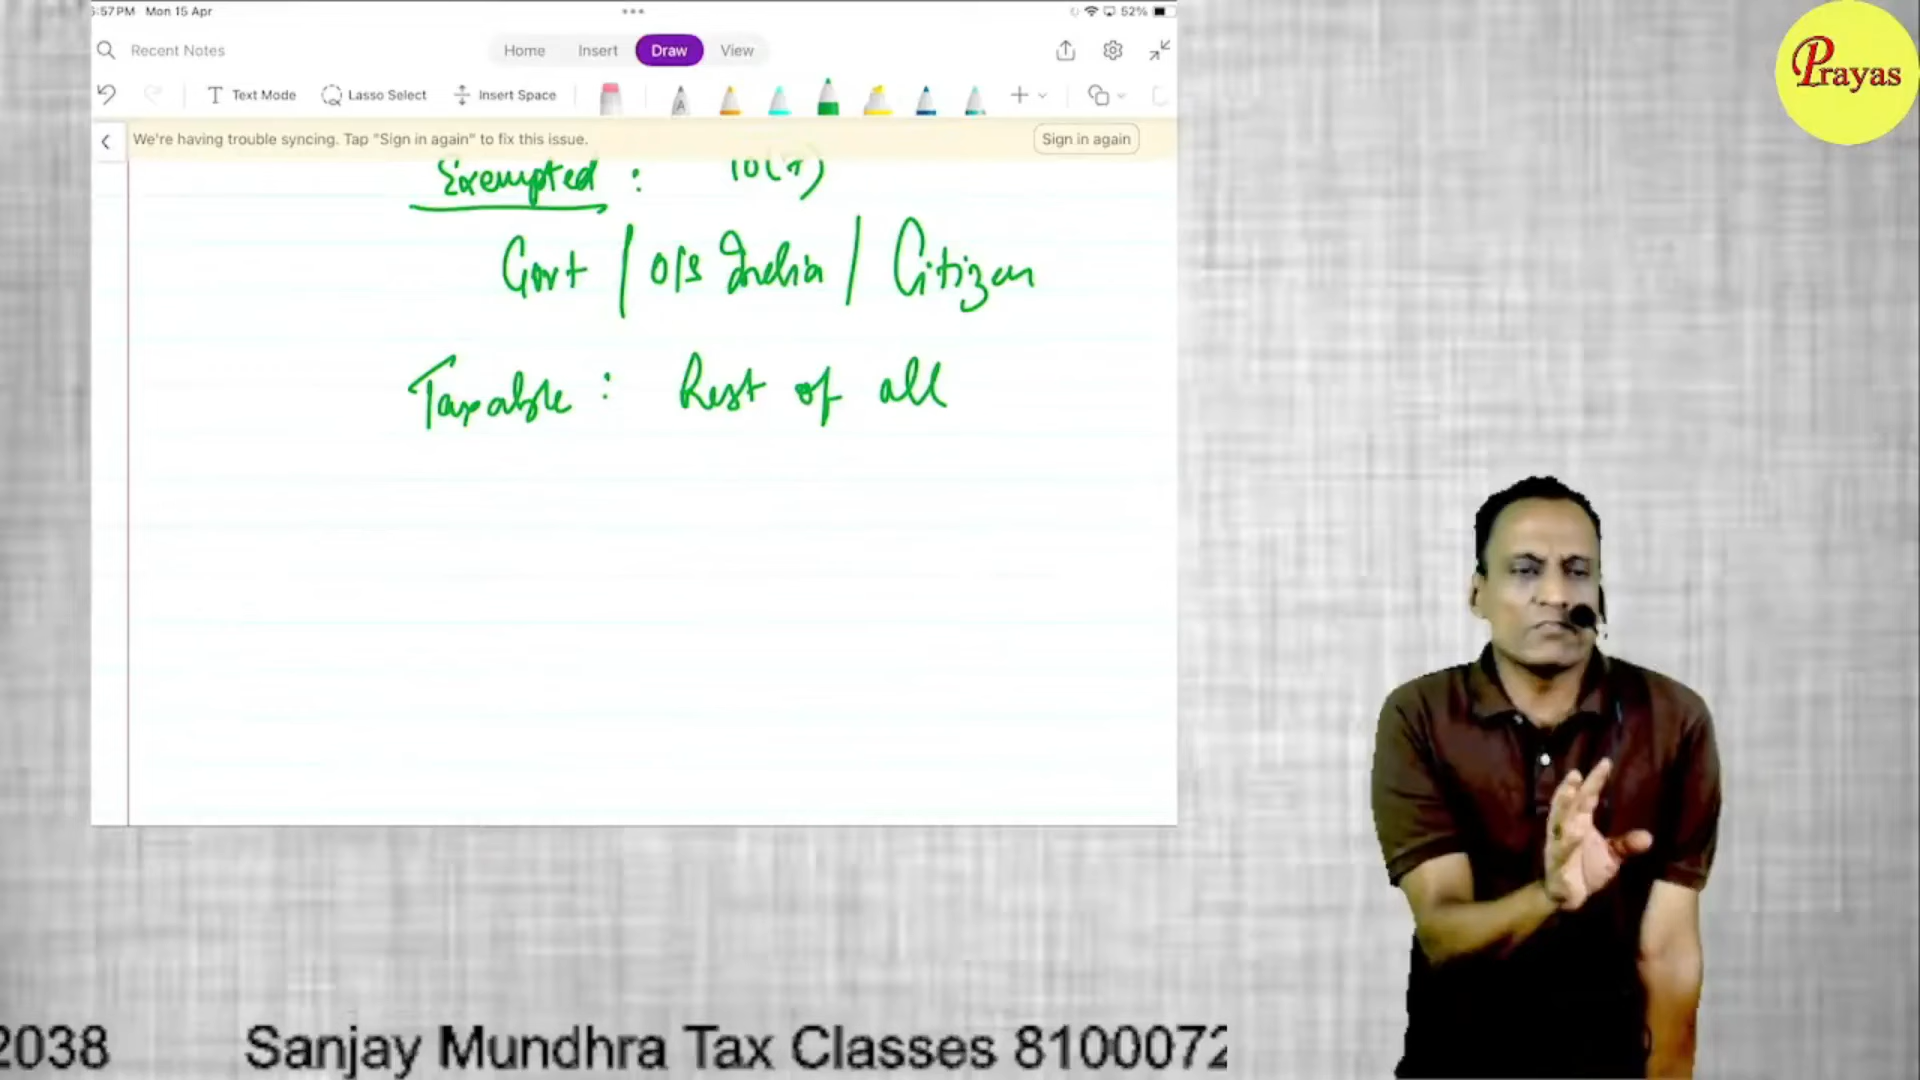 :57 PM Mon 15 Apr
52%
Recent Notes
Home Insert Draw View
Text Mode Lasso Select Insert Space
We're having trouble syncing. Tap "Sign in again" to fix this issue.
Sign in again
Exempted : 10(7)
Govt / O/s India / Citizen
Taxable : Rest of all
Prayas
2038 Sanjay Mundhra Tax Classes 8100072